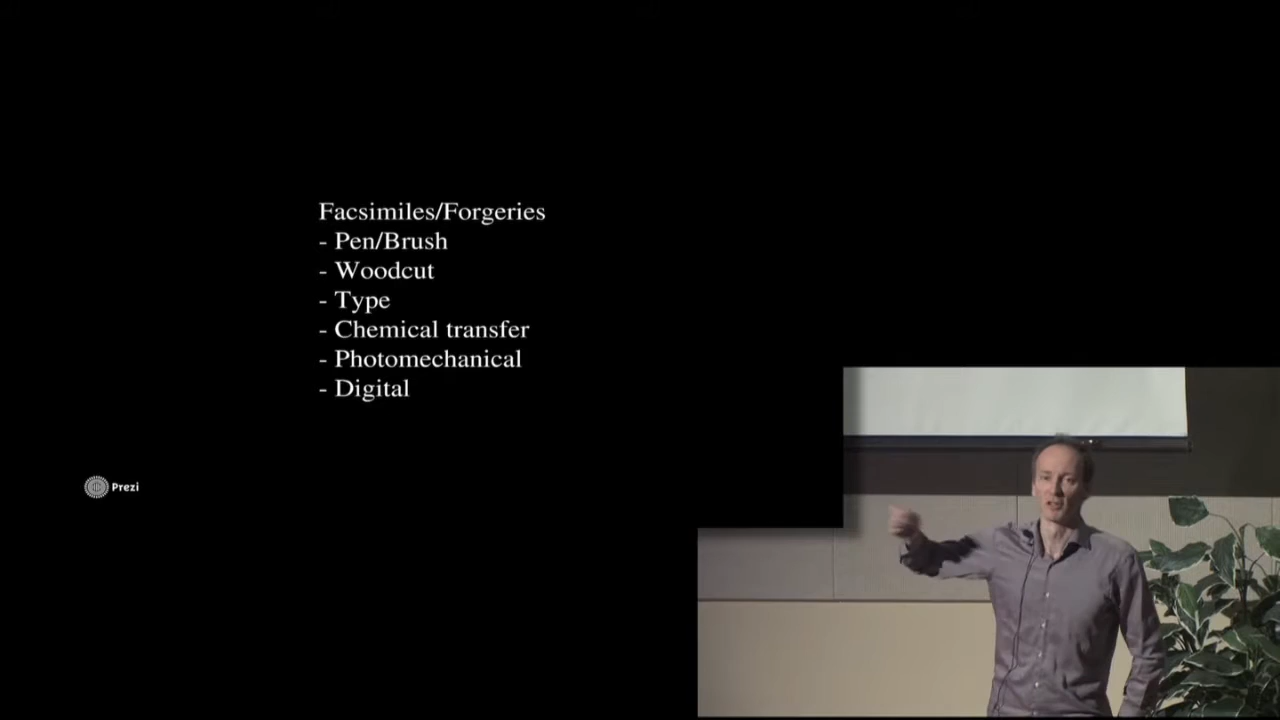 Facsimiles/Forgeries
- Pen/Brush
- Woodcut
- Type
- Chemical transfer
- Photomechanical
- Digital
Prezi